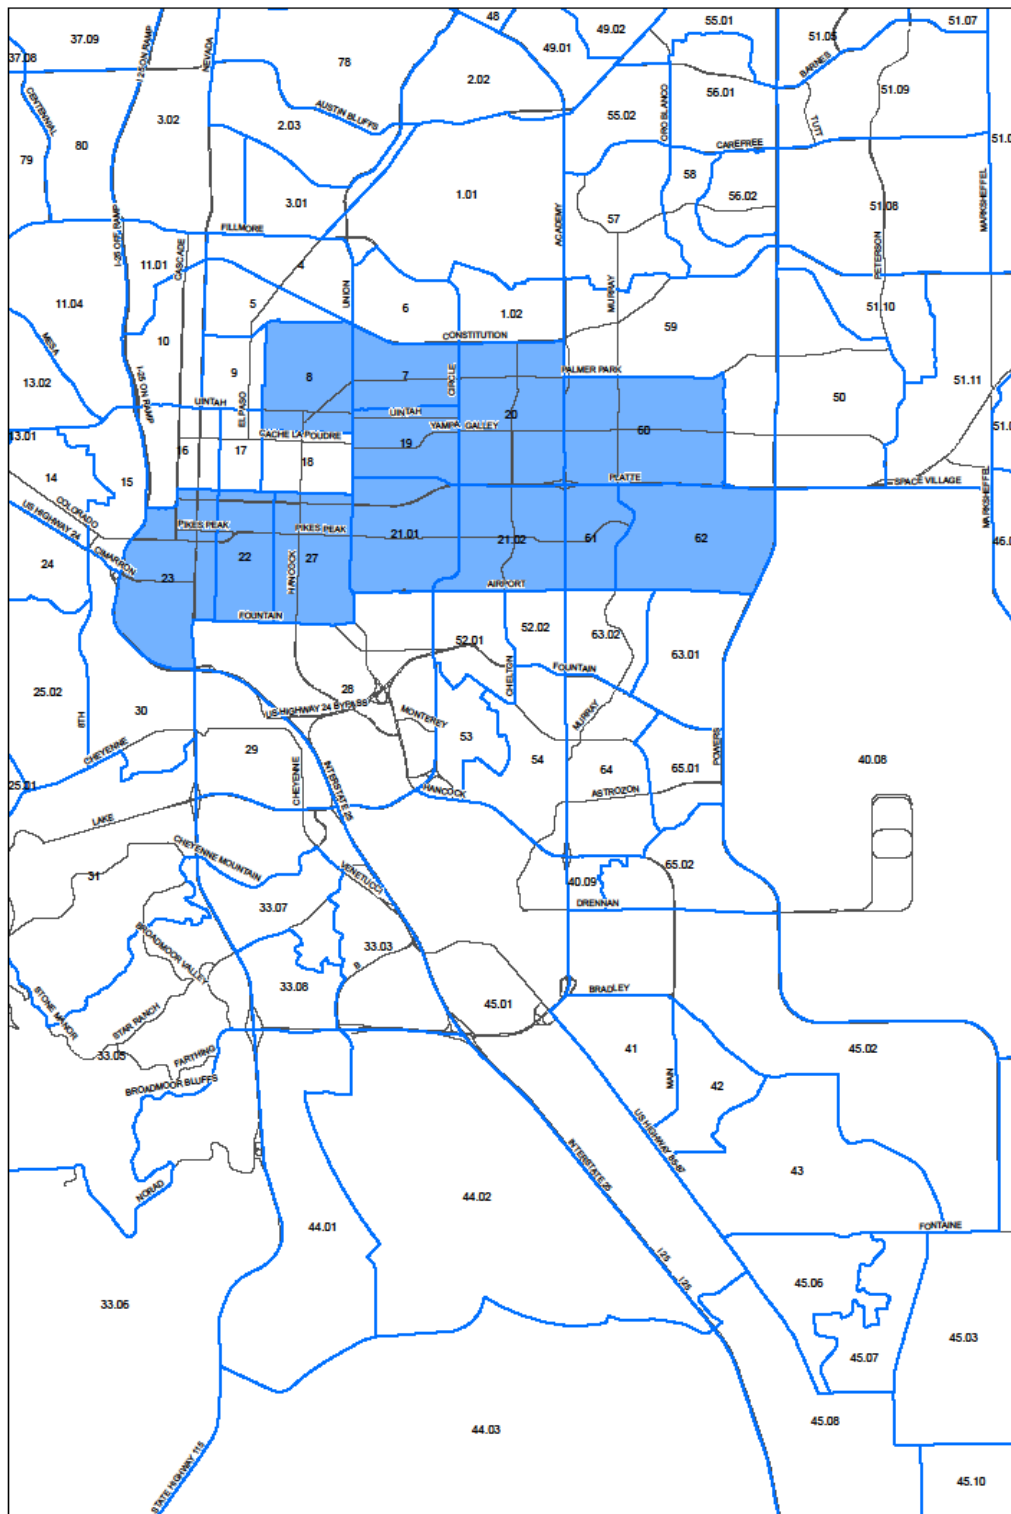 48
49.02
55.01
51.07
37.09
I-25 ON RAMP
NEVADA
49.01
51.05
37.08
78
2.02
BARNES
CENTENNIAL
3.02
AUSTIN BLUFFS
ORO BLANCO
56.01
51.09
2.03
55.02
TUTT
79
80
CAREFREE
58
56.02
1.01
3.01
57
51.08
MARKSHEFFEL
FILLMORE
ACADEMY
I-25 OFF RAMP
CASCADE
11.01
4
PETERSON
UNION
MURRAY
11.04
5
6
1.02
51.10
59
MESA
10
CONSTITUTION
I-25 ON RAMP
9
8
7
CIRCLE
PALMER PARK
13.02
51.11
50
UINTAH
EL PASO
UINTAH
20
YAMPA GALLEY
60
13.01
CACHE LA POUDRE
19
16
17
18
14
15
PLATTE
SPACE VILLAGE
COLORADO
MARKSHEFFEL
US HIGHWAY 24
PIKES PEAK
PIKES PEAK
21.01
21.02
61
62
CIMARRON
24
22
HANCOCK
27
23
AIRPORT
FOUNTAIN
52.01
52.02
63.02
63.01
FOUNTAIN
CHELTON
25.02
28
30
US HIGHWAY 24 BYPASS
MONTEREY
MURRAY
8TH
CHEYENNE
29
53
54
POWERS
40.08
64
65.01
25.01
CHEYENNE
INTERSTATE 25
HANCOCK
ASTROZON
LAKE
CHEYENNE MOUNTAIN
65.02
31
VENETUCCI
40.09
DRENNAN
33.07
BROADMOOR VALLEY
33.03
B
33.08
BRADLEY
STONE MANOR
45.01
STAR RANCH
33.05
FARTHING
41
45.02
BROADMOOR BLUFFS
MAIN
42
US HIGHWAY 85-87
INTERSTATE 25
43
NORAD
44.02
44.01
FONTAINE
I 25
I 25
45.06
33.06
45.03
45.07
45.08
44.03
STATE HIGHWAY 115
45.10